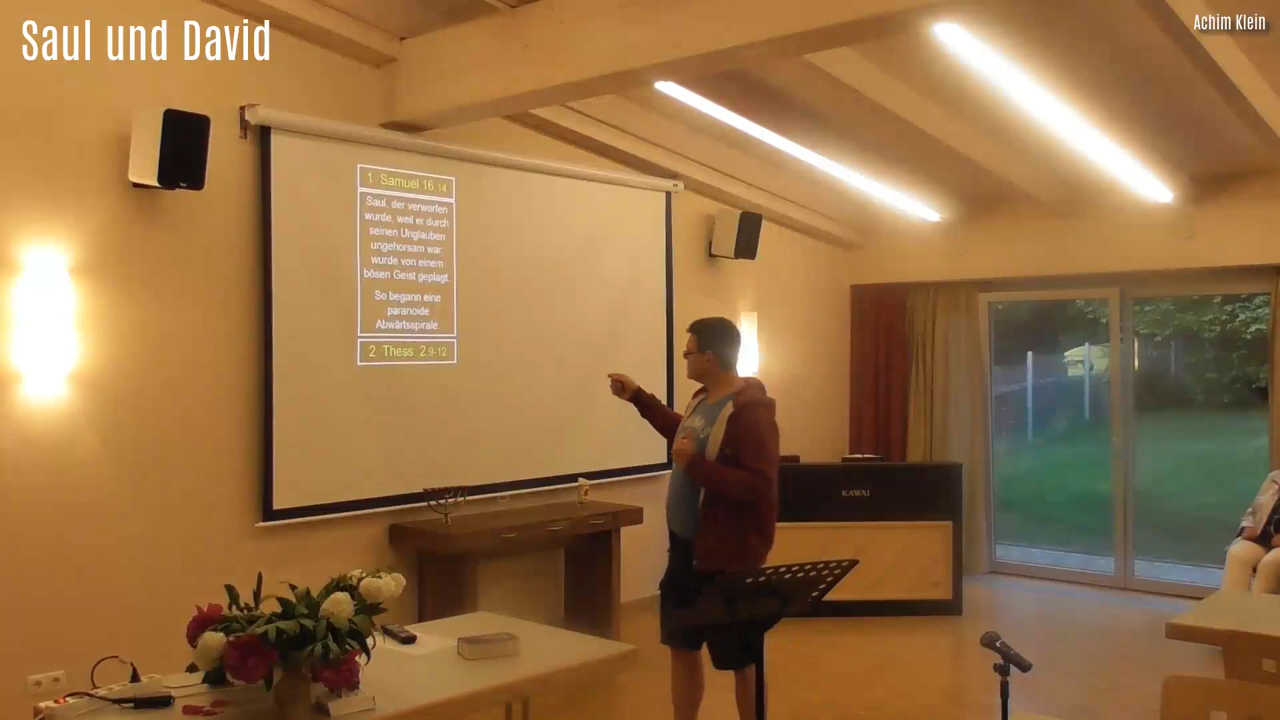 Saul und David
Achim Klein
1. Samuel 16,14
Saul, der verworfen
wurde, weil er durch
seinen Unglauben
ungehorsam war,
wurde von einem
bösen Geist geplagt.
So begann eine
paranoide
Abwärtsspirale.
2. Thess. 2,9-12
KAWAI